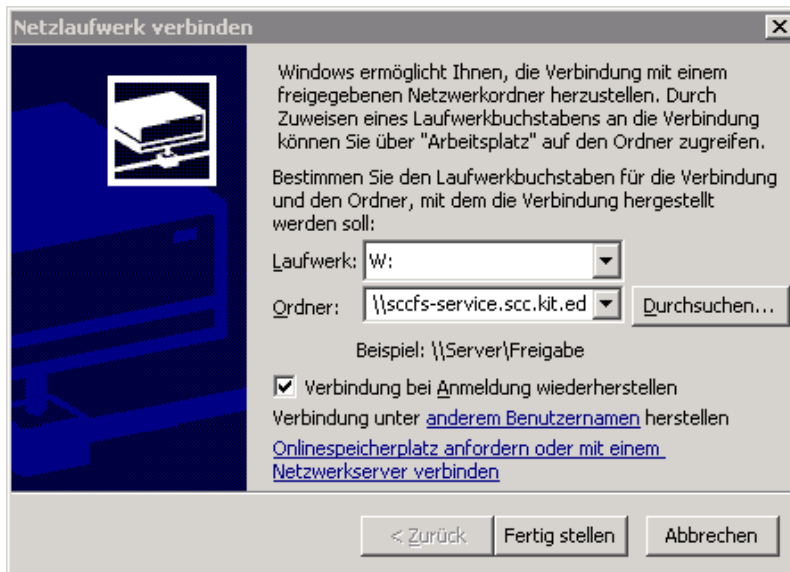 Netzlaufwerk verbinden
Windows ermöglicht Ihnen, die Verbindung mit einem
freigegebenen Netzwerkordner herzustellen. Durch
Zuweisen eines Laufwerkbuchstabens an die Verbindung
können Sie über "Arbeitsplatz" auf den Ordner zugreifen.
Bestimmen Sie den Laufwerkbuchstaben für die Verbindung
und den Ordner, mit dem die Verbindung hergestellt
werden soll:
Laufwerk: W:
Ordner: \\sccfs-service.scc.kit.ed Durchsuchen...
Beispiel: \\Server\Freigabe
Verbindung bei Anmeldung wiederherstellen
Verbindung unter anderem Benutzernamen herstellen
Onlinespeicherplatz anfordern oder mit einem
Netzwerkserver verbinden
< Zurück Fertig stellen Abbrechen